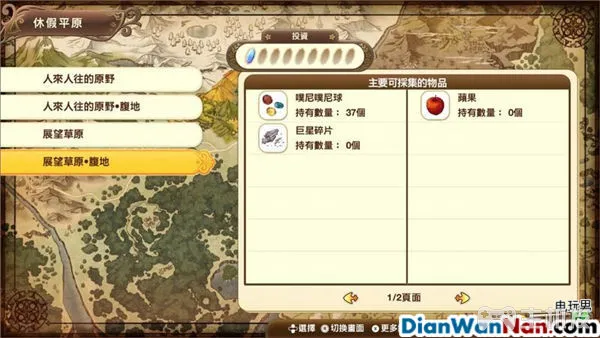 休假平原
投資
人來人往的原野
人來人往的原野•腹地
展望草原
展望草原•腹地
主要可採集的物品
噗尼噗尼球
持有數量： 37個
蘋果
持有數量： 0個
巨星碎片
持有數量： 0個
1/2頁面
選擇
切換畫面
更多
电玩男
DianWanNan.com